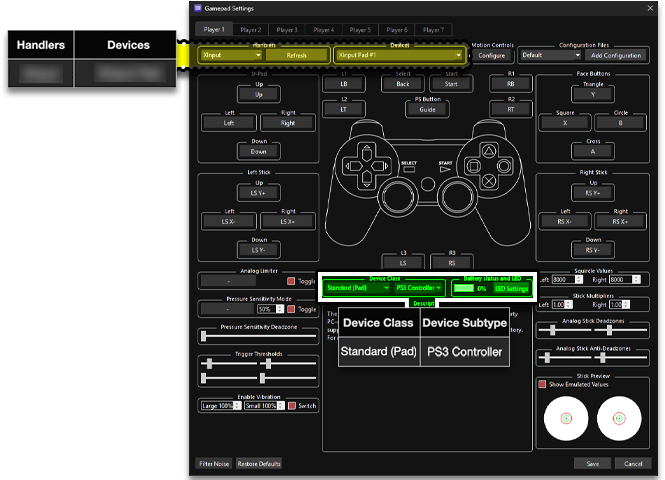 Gamepad Settings
Player 1 Player 2 Player 3 Player 4 Player 5 Player 6 Player 7
Handlers Devices
Handlers Devices Motion Controls Configuration Files
XInput Refresh XInput Pad #1 Configure Default Add Configuration
D-Pad L1 Select Start R1 Face Buttons
Up LB Back Start RB Triangle
Up Y
L2 PS Button R2
Left Right LT Guide RT Square Circle
Left Right X B
Down Cross
Down A
SELECT START
Left Stick Right Stick
Up Up
LS Y+ RS Y+
Left Right Left Right
LS X- LS X+ RS X- RS X+
Down Down
LS Y- L3 R3 RS Y-
LS RS
Analog Limiter Device Class Battery status and LED Squircle Values
- Toggle Standard (Pad) PS3 Controller 0% LED Settings Left 8000 Right 8000
Pressure Sensitivity Mode Descript Stick Multipliers
- 50% Toggle The party Left 1.00 Right 1.00
Device Class Device Subtype
Pressure Sensitivity Deadzone Analog Stick Deadzones
Standard (Pad) PS3 Controller
Trigger Thresholds Analog Stick Anti-Deadzones
Stick Preview
Show Emulated Values
Enable Vibration
Large 100% Small 100% Switch
Filter Noise Restore Defaults Save Cancel